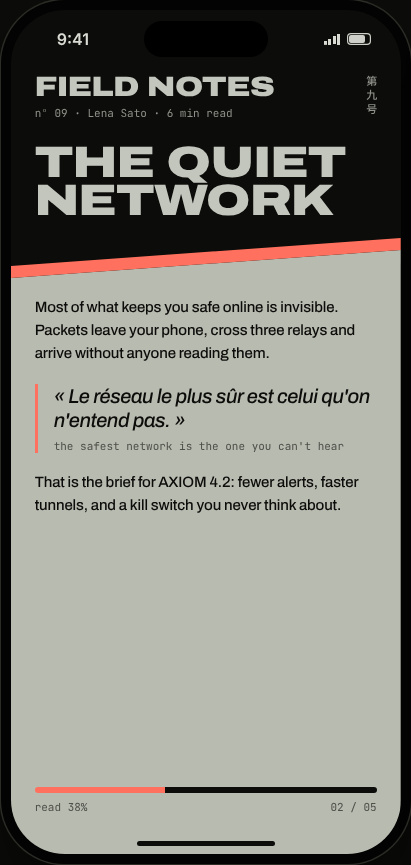 9:41
FIELD NOTES
nº 09 · Lena Sato · 6 min read
第九号
THE QUIET
NETWORK
Most of what keeps you safe online is invisible.
Packets leave your phone, cross three relays and
arrive without anyone reading them.
« Le réseau le plus sûr est celui qu'on
n'entend pas. »
the safest network is the one you can't hear
That is the brief for AXIOM 4.2: fewer alerts, faster
tunnels, and a kill switch you never think about.
read 38%
02 / 05